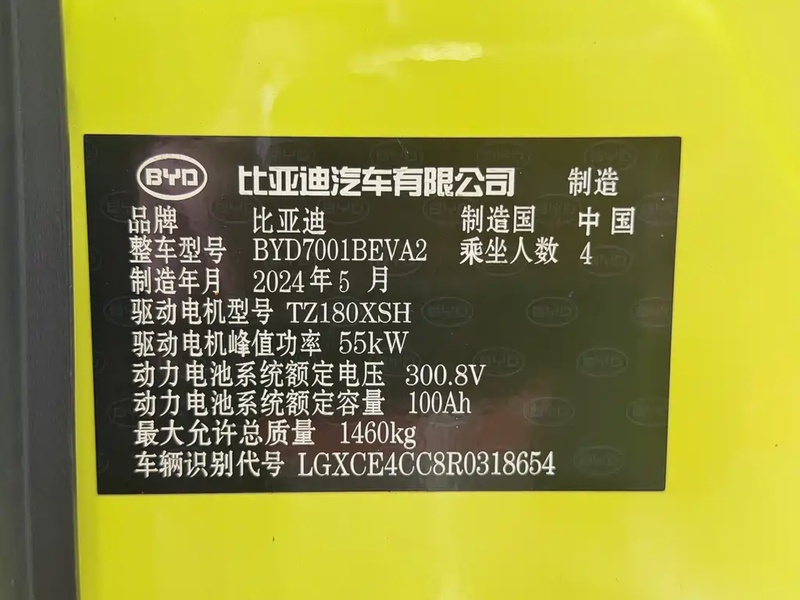 BYD 比亚迪汽车有限公司 制造
品牌 比亚迪 制造国 中国
整车型号 BYD7001BEVA2 乘坐人数 4
制造年月 2024年5月
驱动电机型号 TZ180XSH
驱动电机峰值功率 55kW
动力电池系统额定电压 300.8V
动力电池系统额定容量 100Ah
最大允许总质量 1460kg
车辆识别代号 LGXCE4CC8R0318654